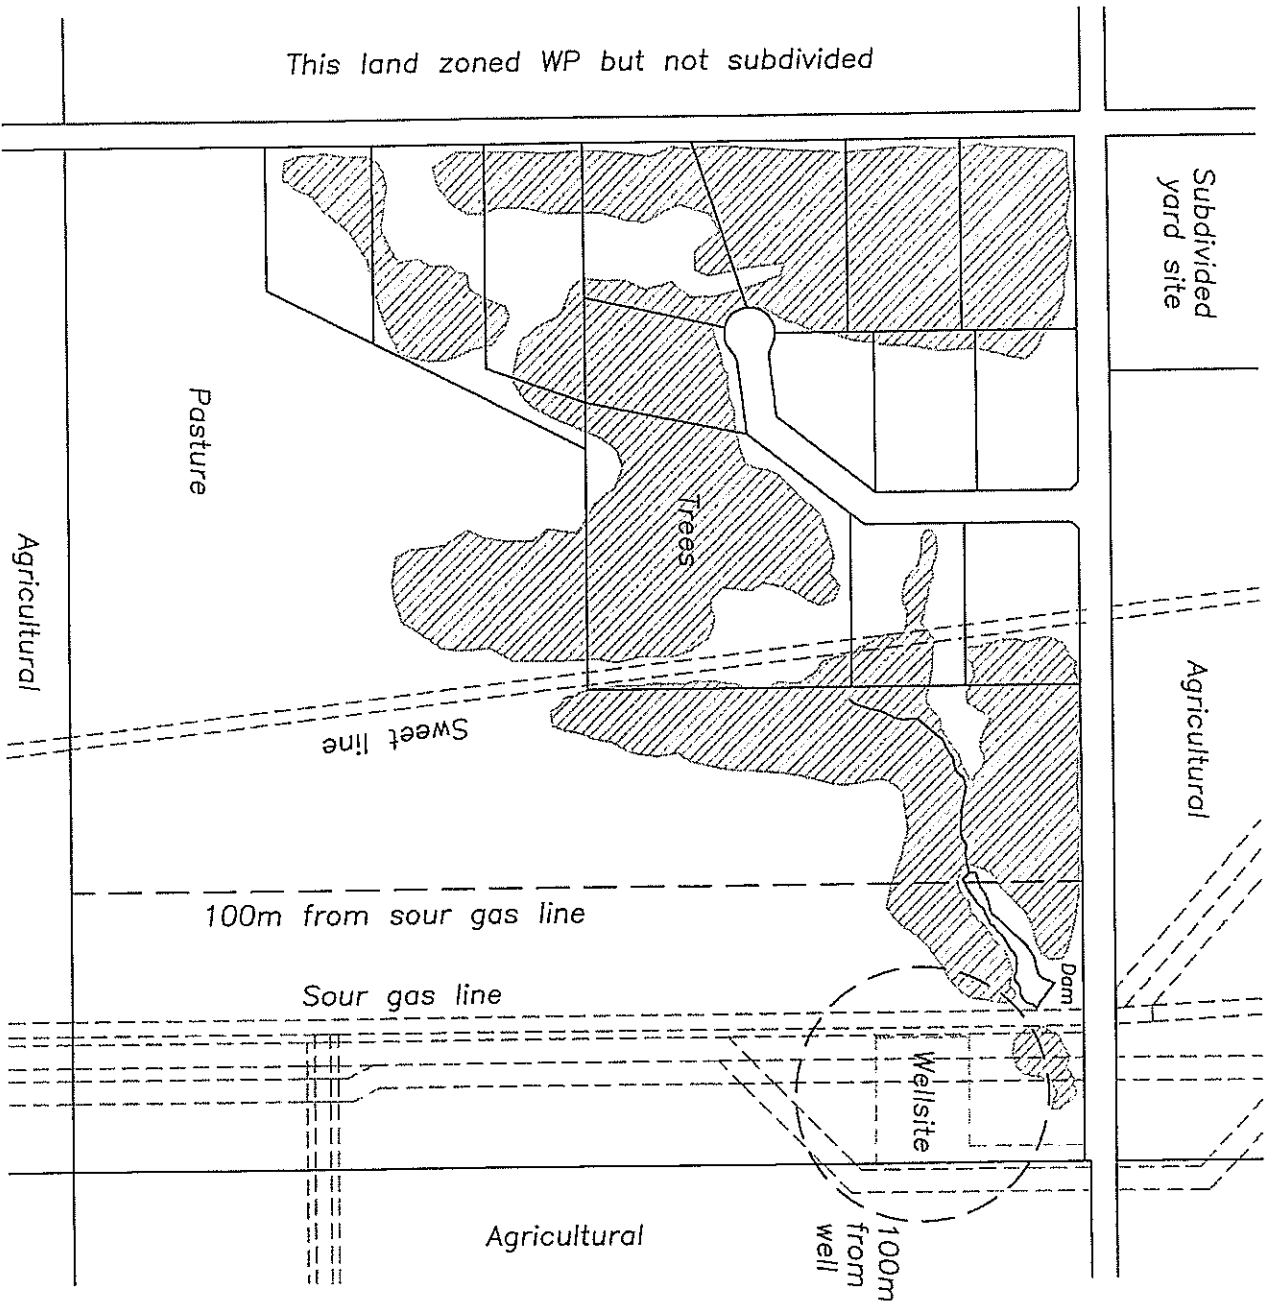 This land zoned WP but not subdivided
Subdivided
yard site
Pasture
Trees
Agricultural
Agricultural
Sweet line
100m from sour gas line
Dam
Sour gas line
Wellsite
Agricultural
100m
from
well